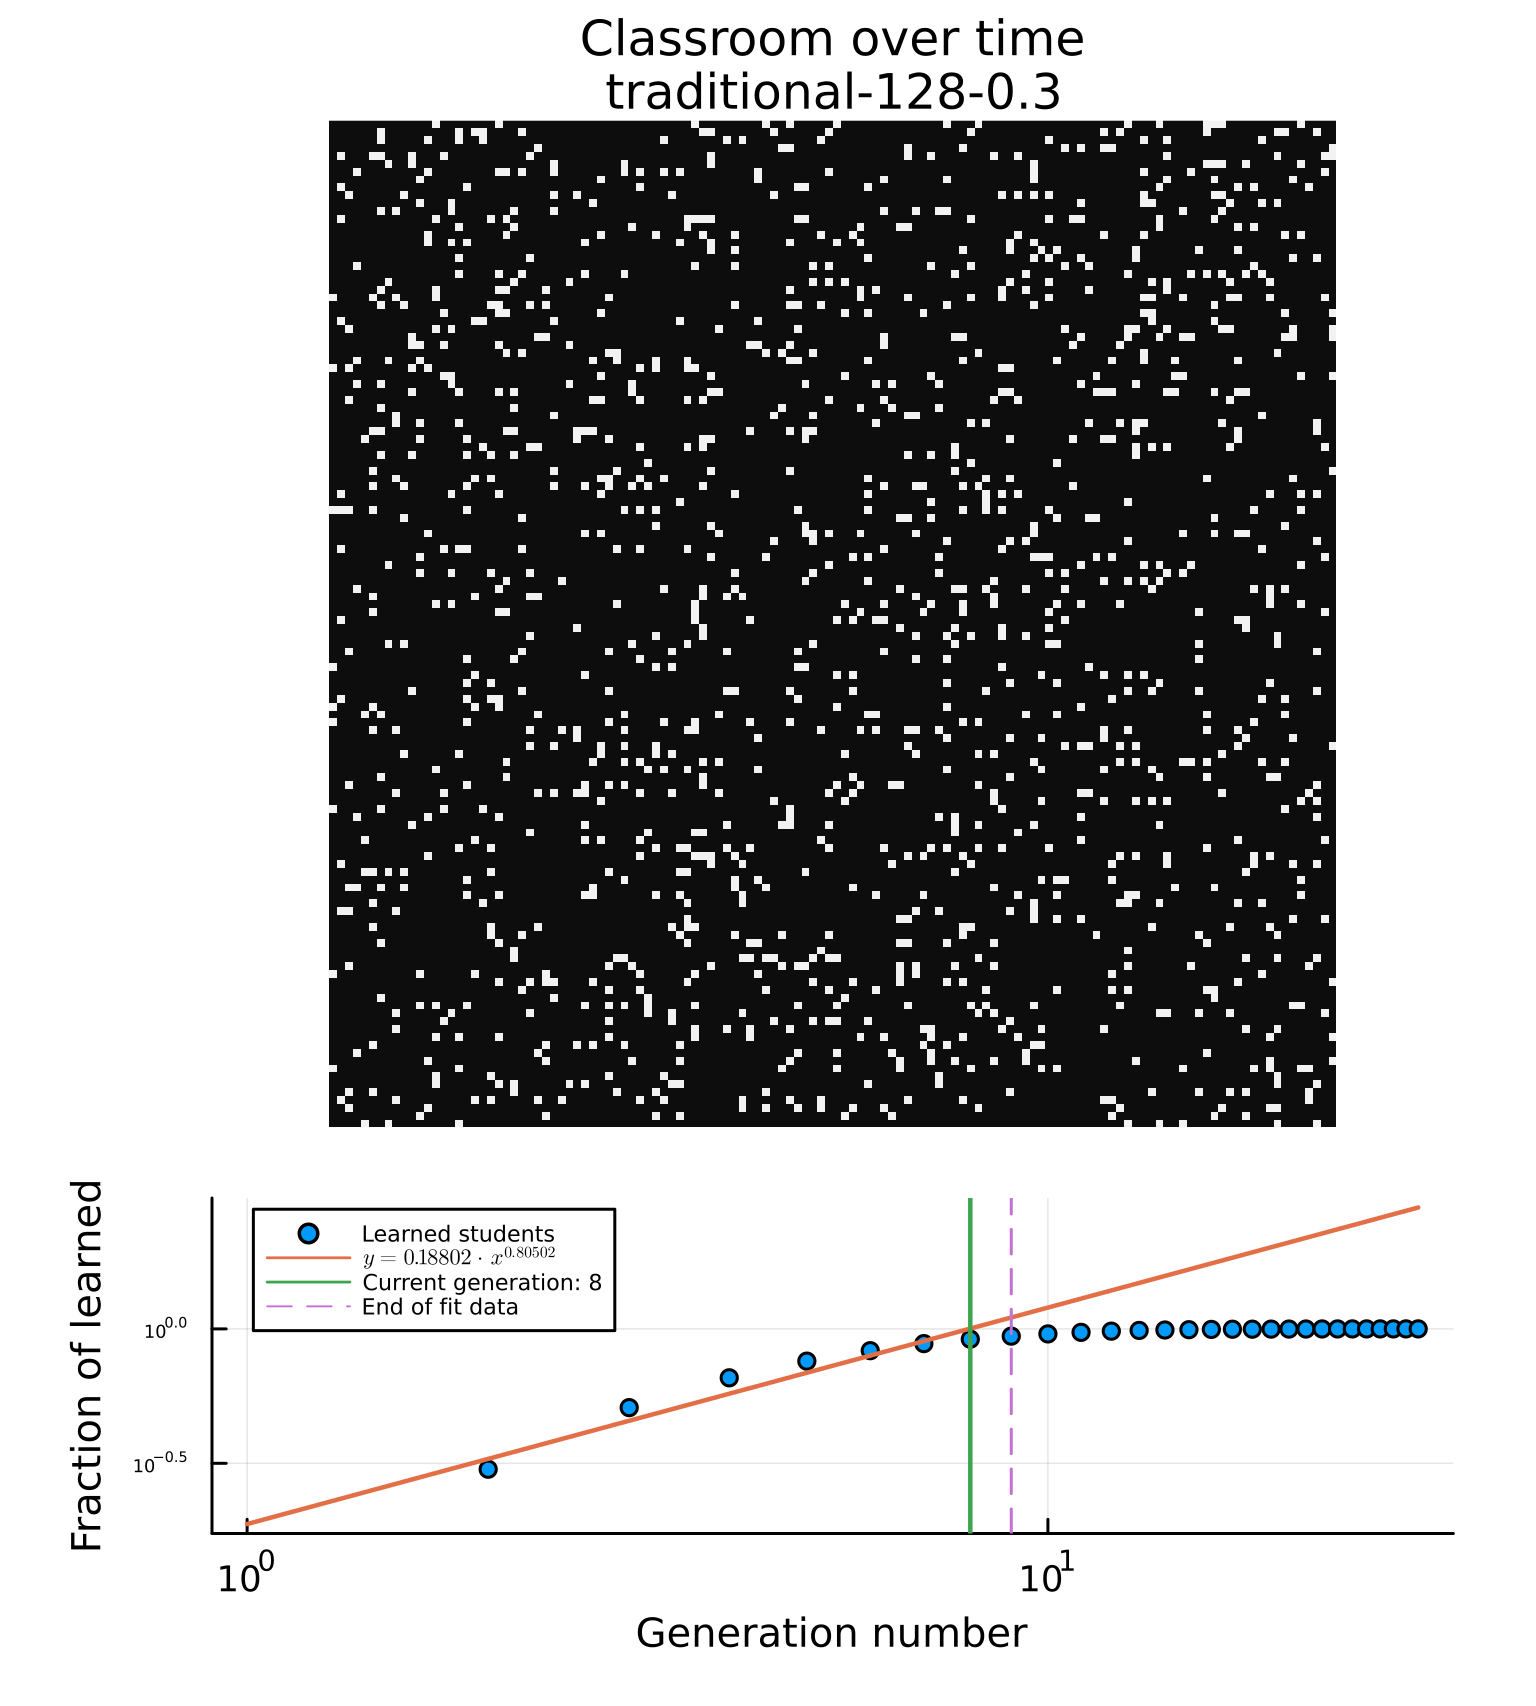 Classroom over time
traditional-128-0.3
Fraction of learned
Learned students
y = 0.18802 · x^0.80502
Current generation: 8
End of fit data
10^0.0
10^−0.5
10^0
10^1
Generation number